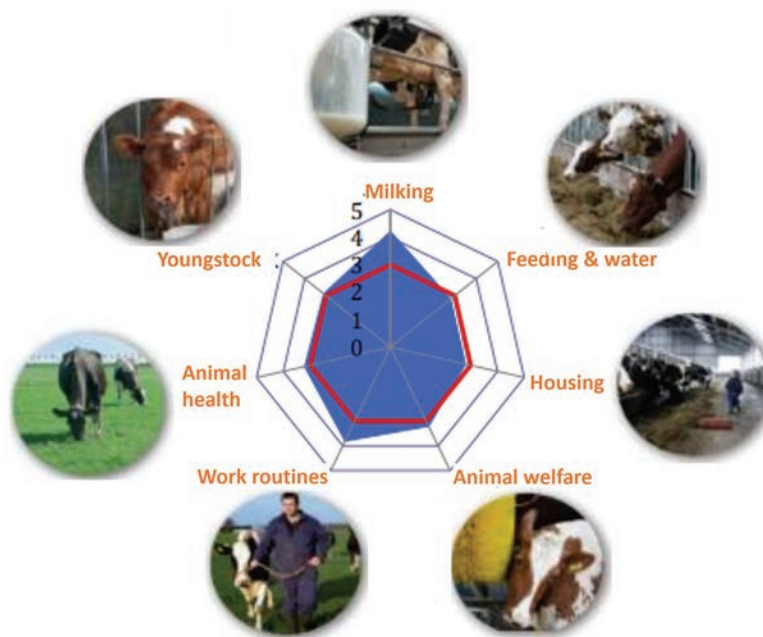 Milking
5
4
3
2
1
0
Youngstock
Feeding & water
Animal
health
Housing
Work routines
Animal welfare